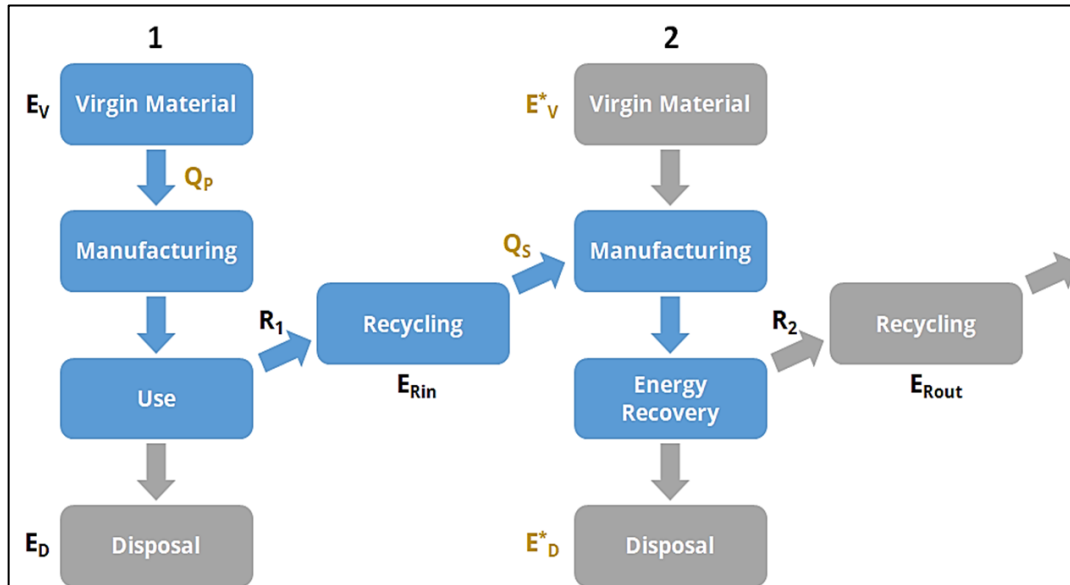 1
2
E_V
Virgin Material
E*_V
Virgin Material
Q_P
Manufacturing
Q_S
Manufacturing
R_1
Recycling
R_2
Recycling
Use
E_Rin
Energy
Recovery
E_Rout
E_D
Disposal
E*_D
Disposal